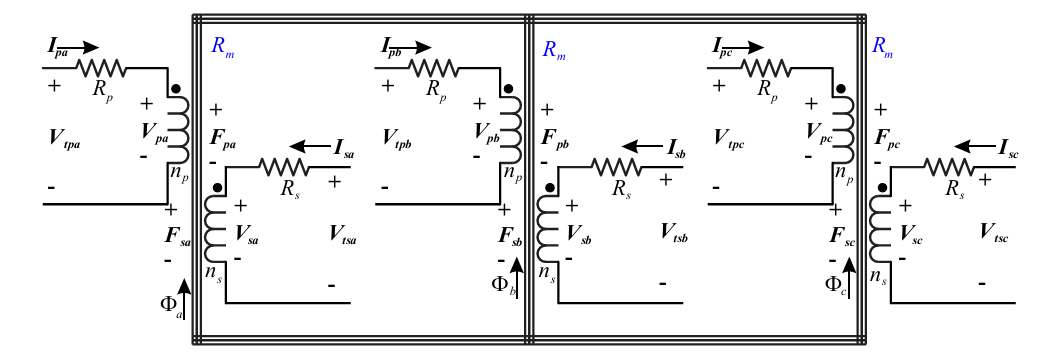 I_pa R_m I_pb R_m I_pc R_m
R_p R_p R_p
+ + + + + + + + +
V_tpa V_pa F_pa V_tpb V_pb F_pb V_tpc V_pc F_pc
I_sa I_sb I_sc
- - - - - -
n_p n_p n_p
R_s R_s R_s
- + - + - +
+ + + + + +
F_sa V_sa V_tsa F_sb V_sb V_tsb F_sc V_sc V_tsc
- - - - - -
n_s n_s n_s
- - -
Φ_a Φ_b Φ_c